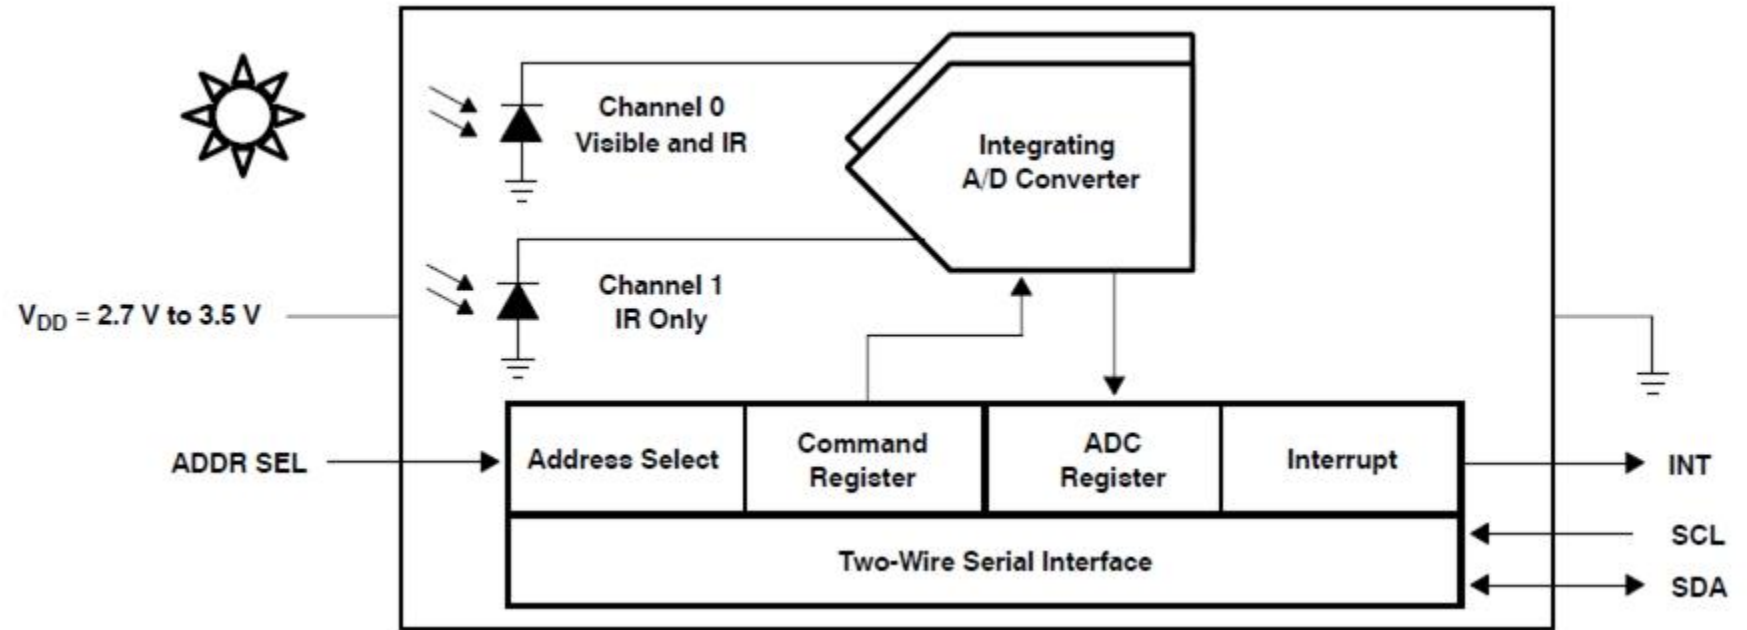 Channel 0
Visible and IR
Integrating
A/D Converter
Channel 1
IR Only
VDD = 2.7 V to 3.5 V
ADDR SEL
Address Select
Command
Register
ADC
Register
Interrupt
INT
SCL
Two-Wire Serial Interface
SDA